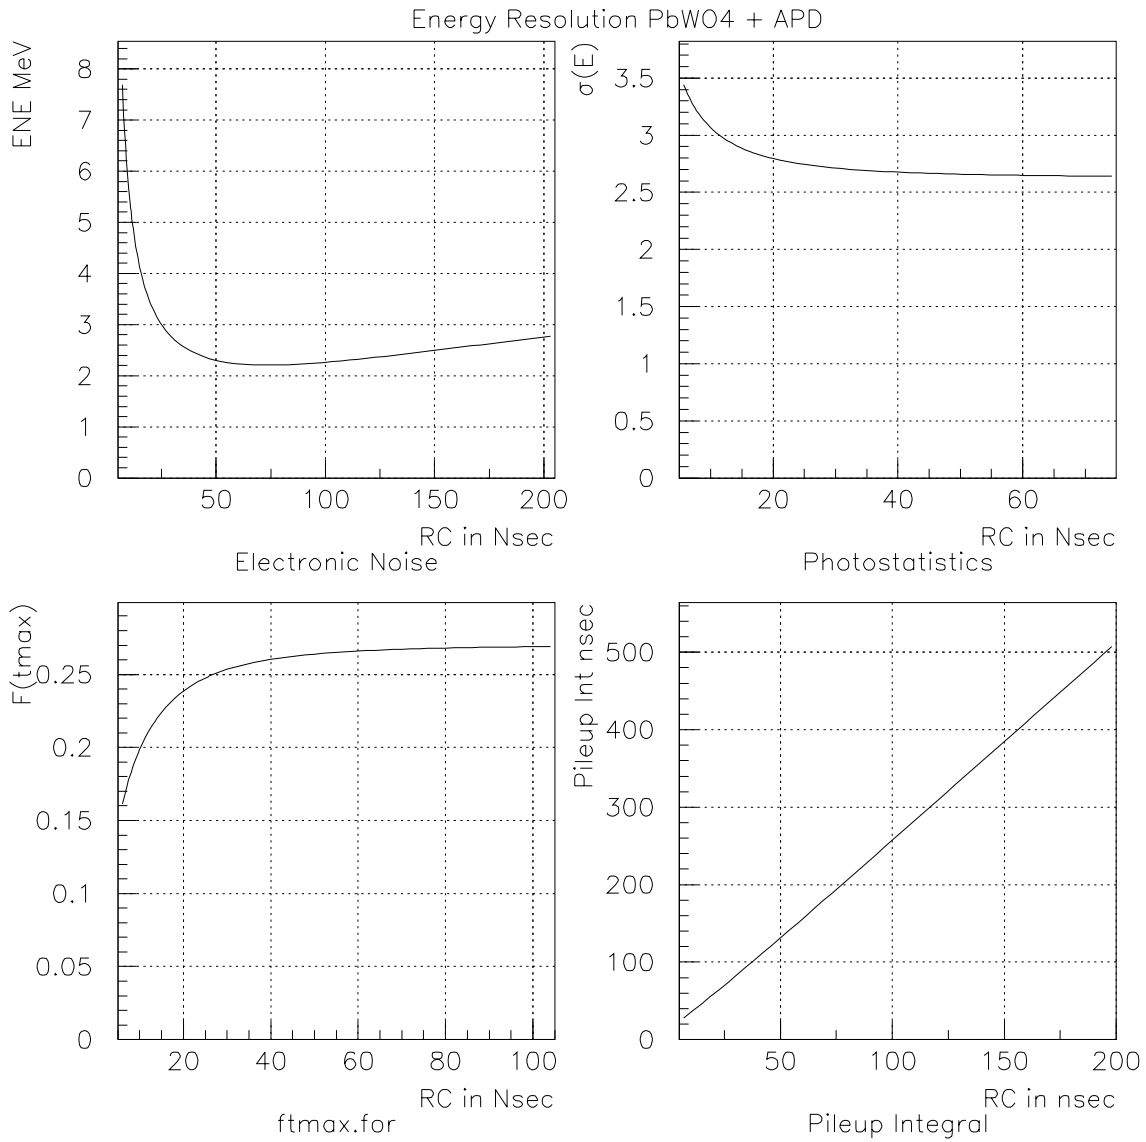 Energy Resolution PbWO4 + APD
ENE MeV
8
7
6
5
4
3
2
1
0
50 100 150 200
RC in Nsec
Electronic Noise
σ(E)
3.5
3
2.5
2
1.5
1
0.5
0
20 40 60
RC in Nsec
Photostatistics
F(tmax)
0.25
0.2
0.15
0.1
0.05
0
20 40 60 80 100
RC in Nsec
ftmax.for
Pileup Int nsec
500
400
300
200
100
0
50 100 150 200
RC in nsec
Pileup Integral